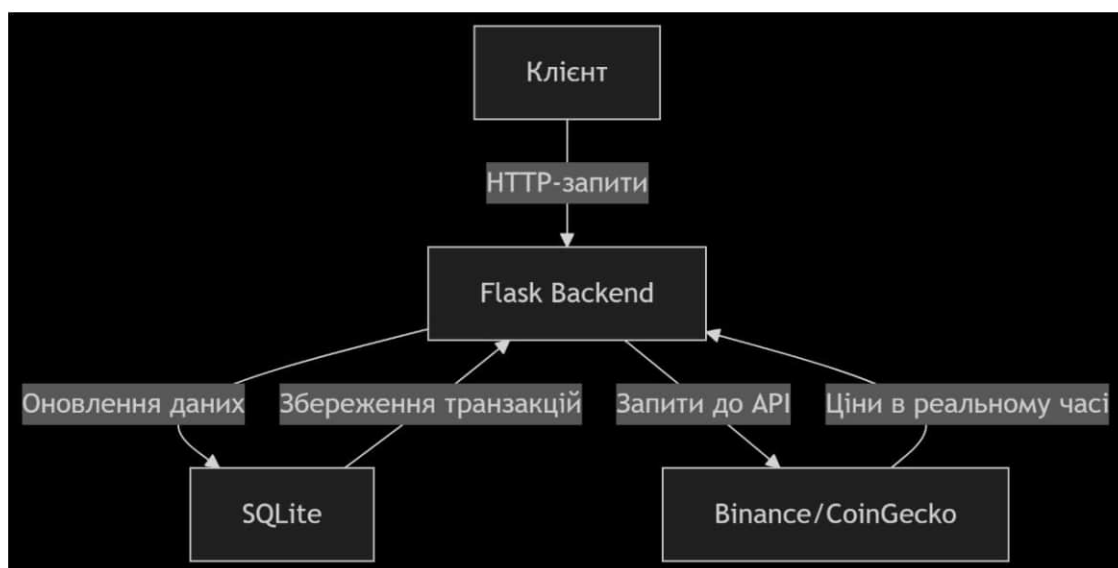 Клієнт
HTTP-запити
Flask Backend
Оновлення даних
Збереження транзакцій
Запити до API
Ціни в реальному часі
SQLite
Binance/CoinGecko